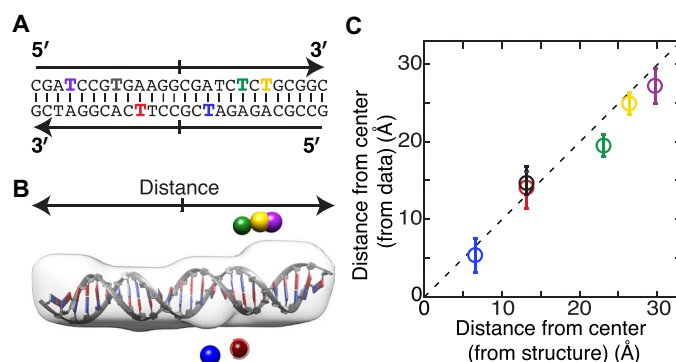 A
5′ 3′
CGATCCGTGAAGGCGATCTCTGCGGC
GCTAGGCACTTCCGCTAGAGACGCCG
3′ 5′
B
Distance
C
Distance from center
(from data) (Å)
30
20
10
0
0 10 20 30
Distance from center
(from structure) (Å)